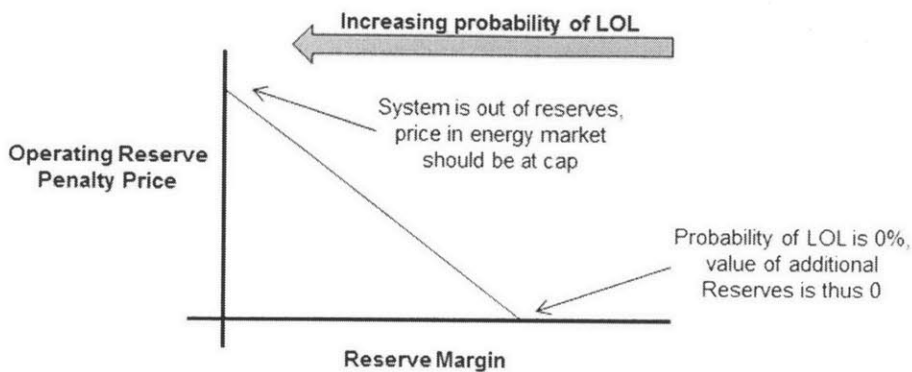 Increasing probability of LOL
System is out of reserves,
price in energy market
should be at cap
Operating Reserve
Penalty Price
Probability of LOL is 0%,
value of additional
Reserves is thus 0
Reserve Margin